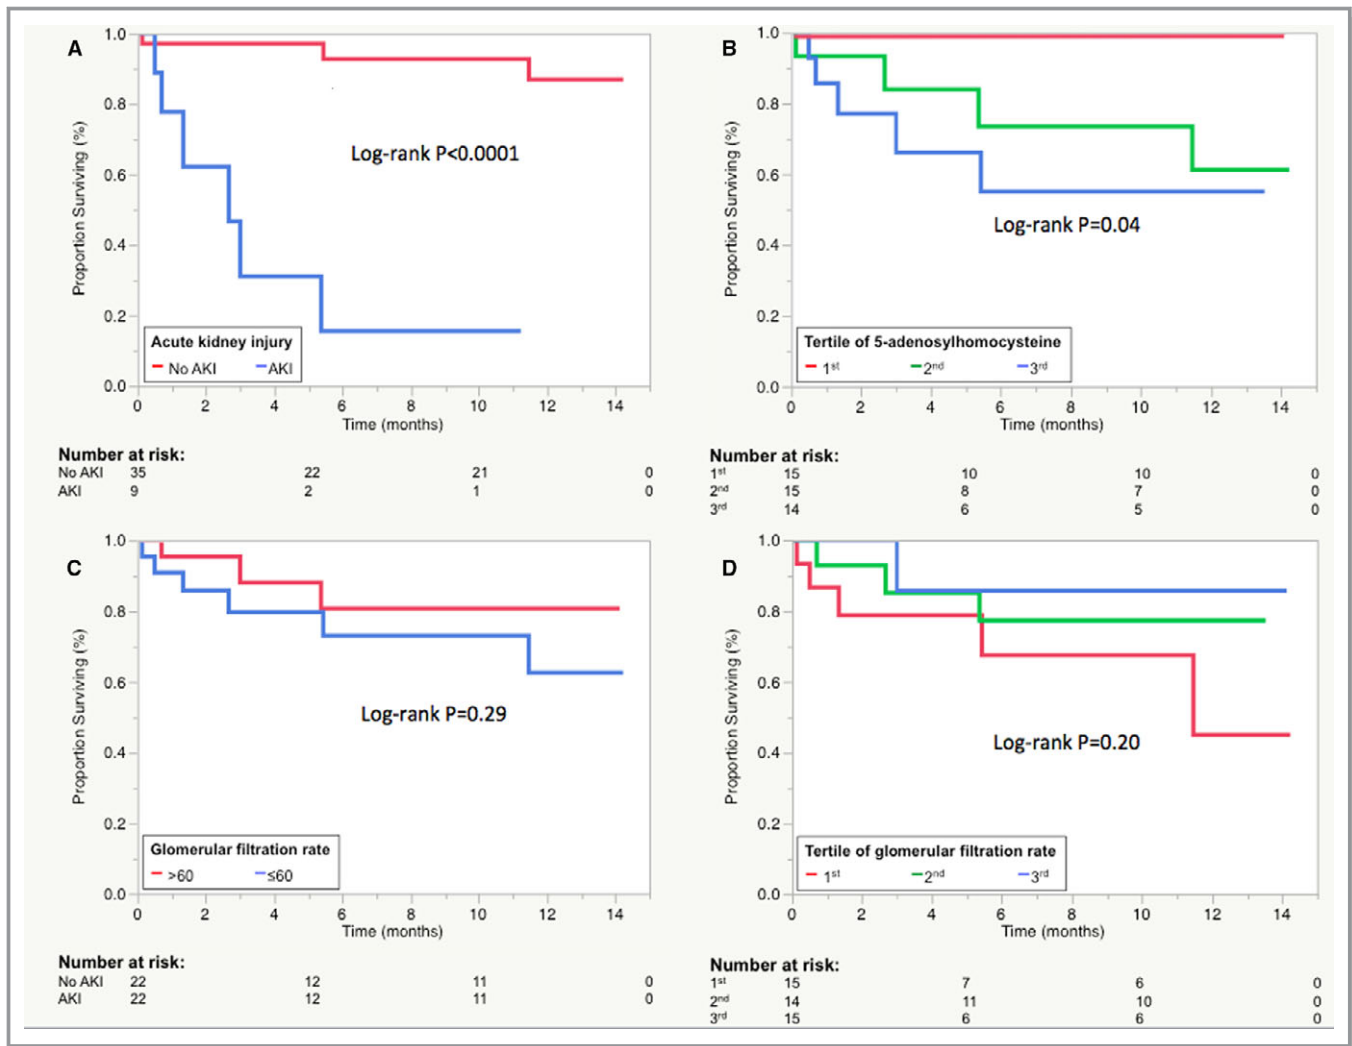 A
1.0
0.8
0.6
0.4
0.2
0.0
Proportion Surviving (%)
Log-rank P<0.0001
Acute kidney injury
No AKI AKI
0 2 4 6 8 10 12 14
Time (months)
Number at risk:
No AKI 35 22 21 0
AKI 9 2 1 0
B
1.0
0.8
0.6
0.4
0.2
0.0
Proportion Surviving (%)
Log-rank P=0.04
Tertile of 5-adenosylhomocysteine
1st 2nd 3rd
0 2 4 6 8 10 12 14
Time (months)
Number at risk:
1st 15 10 10 0
2nd 15 8 7 0
3rd 14 6 5 0
C
1.0
0.8
0.6
0.4
0.2
0.0
Proportion Surviving (%)
Log-rank P=0.29
Glomerular filtration rate
>60 ≤60
0 2 4 6 8 10 12 14
Time (months)
Number at risk:
No AKI 22 12 11 0
AKI 22 12 11 0
D
1.0
0.8
0.6
0.4
0.2
0.0
Proportion Surviving (%)
Log-rank P=0.20
Tertile of glomerular filtration rate
1st 2nd 3rd
0 2 4 6 8 10 12 14
Time (months)
Number at risk:
1st 15 7 6 0
2nd 14 11 10 0
3rd 15 6 6 0